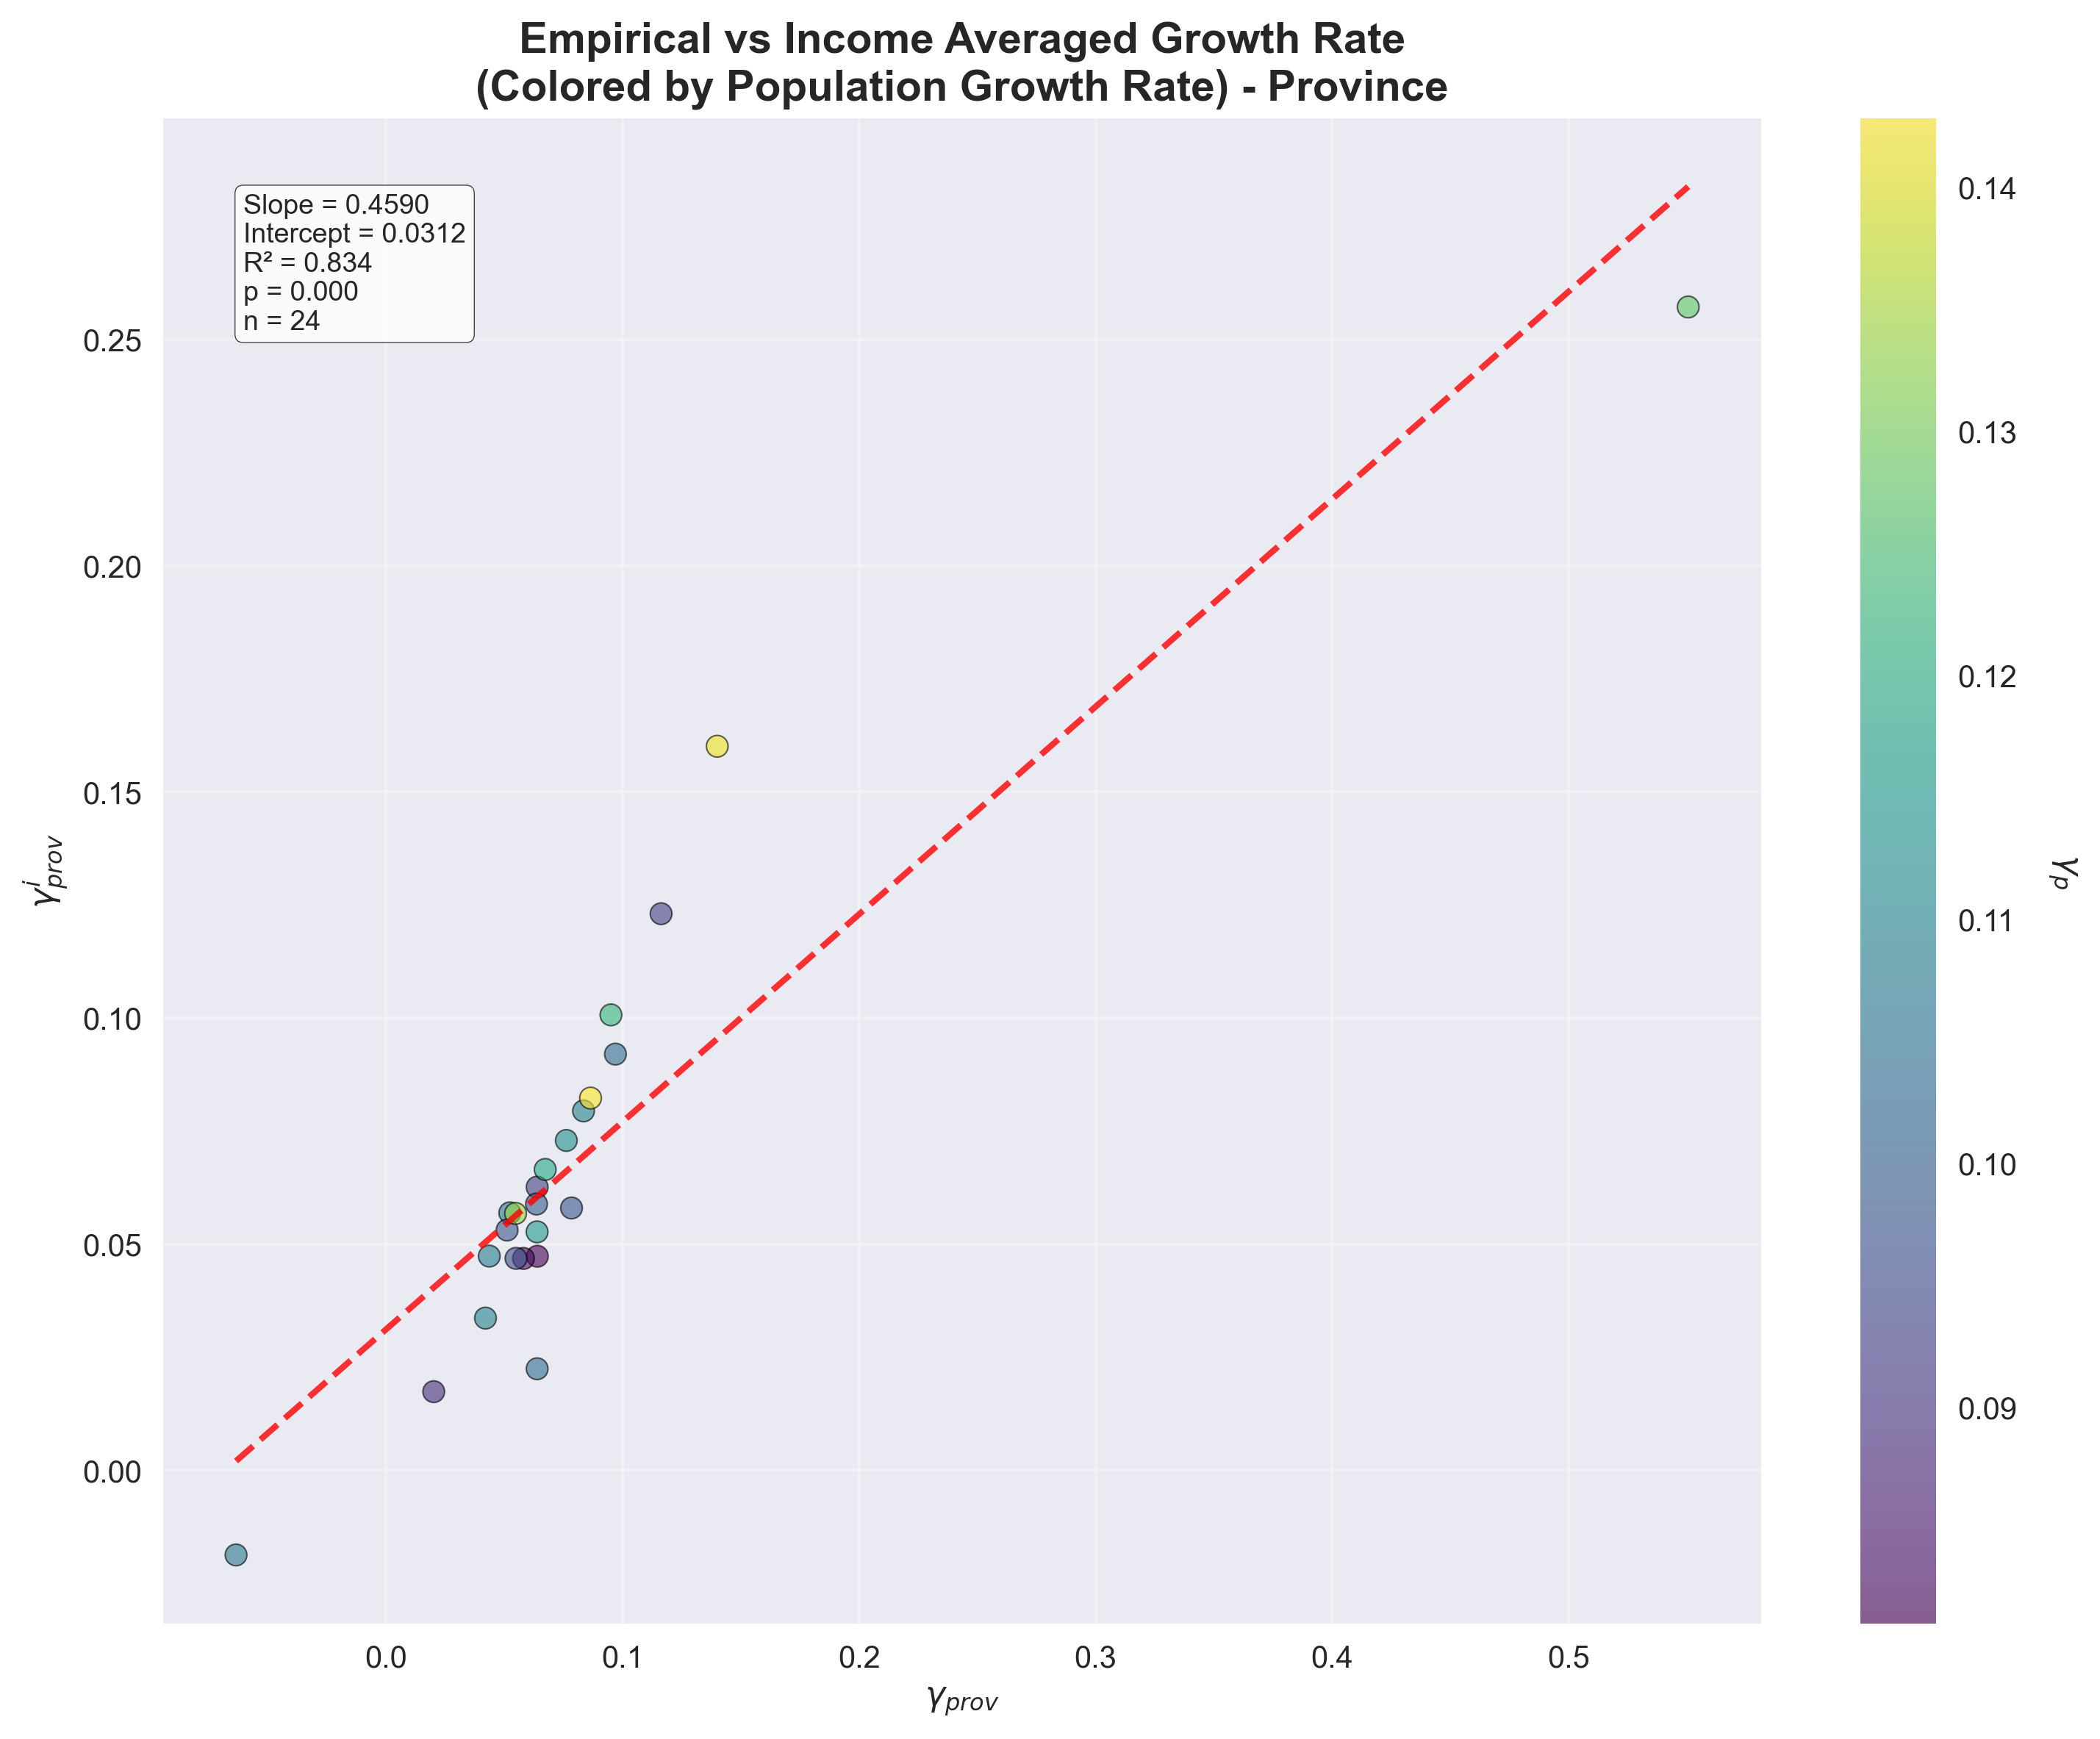 Empirical vs Income Averaged Growth Rate
(Colored by Population Growth Rate) - Province
Slope = 0.4590
Intercept = 0.0312
R² = 0.834
p = 0.000
n = 24
0.25
0.20
0.15
0.10
0.05
0.00
γ^i_prov
0.0 0.1 0.2 0.3 0.4 0.5
γ_prov
0.14
0.13
0.12
0.11
0.10
0.09
γ_p